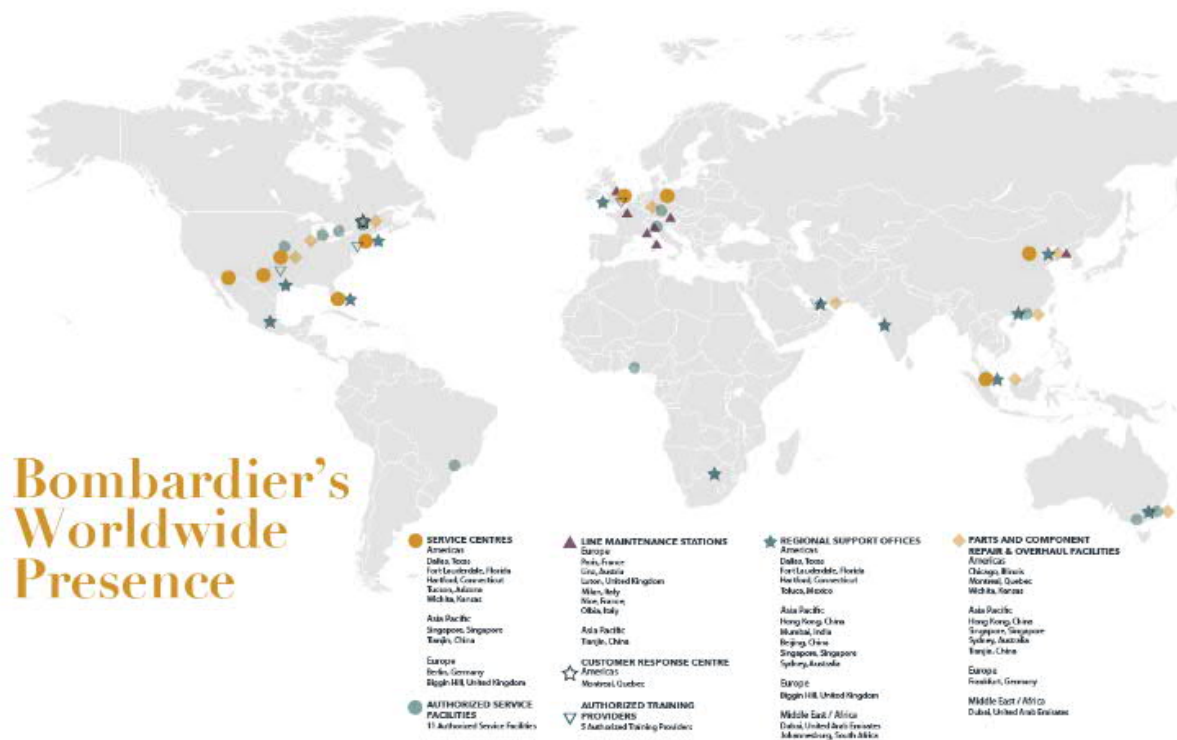 Bombardier's
Worldwide
Presence
SERVICE CENTRES
Americas
Dallas, Texas
Fort Lauderdale, Florida
Hartford, Connecticut
Tucson, Arizona
Wichita, Kansas
Asia Pacific
Singapore, Singapore
Tianjin, China
Europe
Berlin, Germany
Biggin Hill, United Kingdom
AUTHORIZED SERVICE
FACILITIES
11 Authorized Service Facilities
LINE MAINTENANCE STATIONS
Europe
Paris, France
Linz, Austria
Luton, United Kingdom
Milan, Italy
Nice, France,
Olbia, Italy
Asia Pacific
Tianjin, China
CUSTOMER RESPONSE CENTRE
Americas
Montreal, Quebec
AUTHORIZED TRAINING
PROVIDERS
5 Authorized Training Providers
REGIONAL SUPPORT OFFICES
Americas
Dallas, Texas
Fort Lauderdale, Florida
Hartford, Connecticut
Toluca, Mexico
Asia Pacific
Hong Kong, China
Mumbai, India
Beijing, China
Singapore, Singapore
Sydney, Australia
Europe
Biggin Hill, United Kingdom
Middle East / Africa
Dubai, United Arab Emirates
Johannesburg, South Africa
PARTS AND COMPONENT
REPAIR & OVERHAUL FACILITIES
Americas
Chicago, Illinois
Montreal, Quebec
Wichita, Kansas
Asia Pacific
Hong Kong, China
Singapore, Singapore
Sydney, Australia
Tianjin, China
Europe
Frankfurt, Germany
Middle East / Africa
Dubai, United Arab Emirates